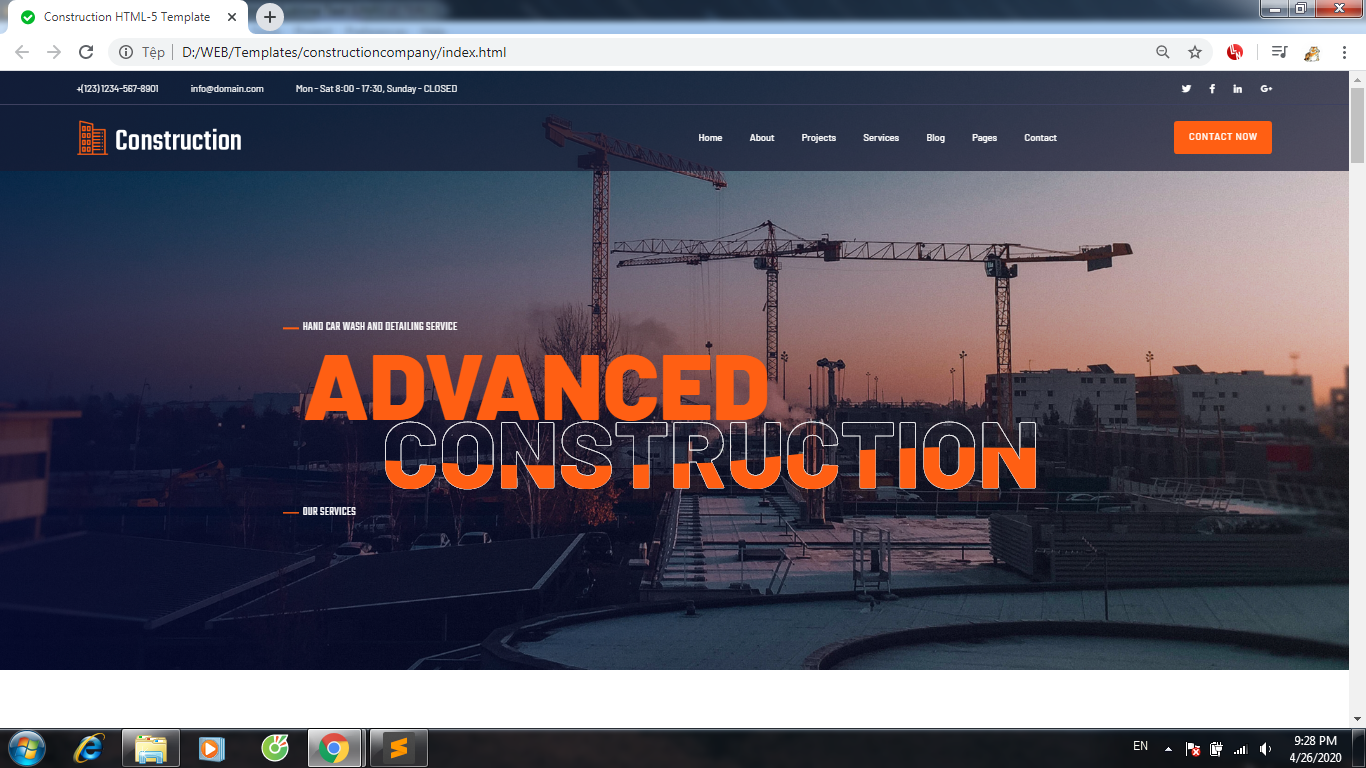 Construction HTML-5 Template
Tệp
D:/WEB/Templates/constructioncompany/index.html
+(123) 1234-567-8901
info@domain.com
Mon - Sat 8:00 - 17:30, Sunday - CLOSED
Construction
Home
About
Projects
Services
Blog
Pages
Contact
CONTACT NOW
HAND CAR WASH AND DETAILING SERVICE
ADVANCED
CONSTRUCTION
OUR SERVICES
EN
9:28 PM
4/26/2020